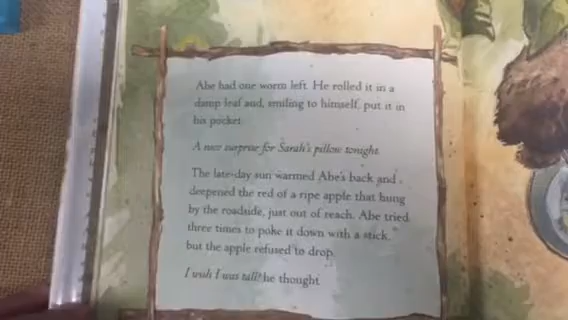 Abe had one worm left. He rolled it in a
damp leaf and, smiling to himself, put it in
his pocket.
A nice surprise for Sarah's pillow tonight.
The late-day sun warmed Abe's back and
deepened the red of a ripe apple that hung
by the roadside, just out of reach. Abe tried
three times to poke it down with a stick,
but the apple refused to drop.
I wish I was tall! he thought.